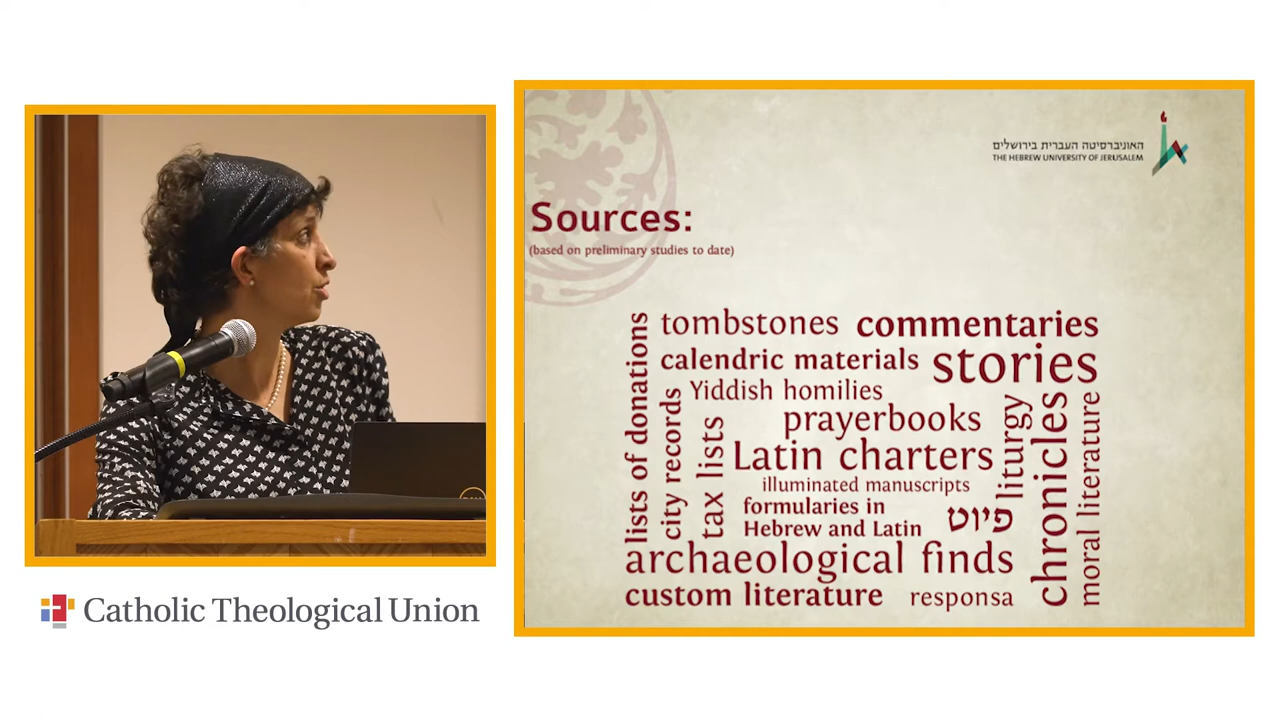 האוניברסיטה העברית בירושלים
THE HEBREW UNIVERSITY OF JERUSALEM
Sources:
(based on preliminary studies to date)
lists of donations
tombstones
commentaries
calendric materials
stories
Yiddish homilies
city records
tax lists
prayerbooks
Latin charters
liturgy
chronicles
moral literature
illuminated manuscripts
formularies in
Hebrew and Latin
פיוט
archaeological finds
custom literature
responsa
Catholic Theological Union